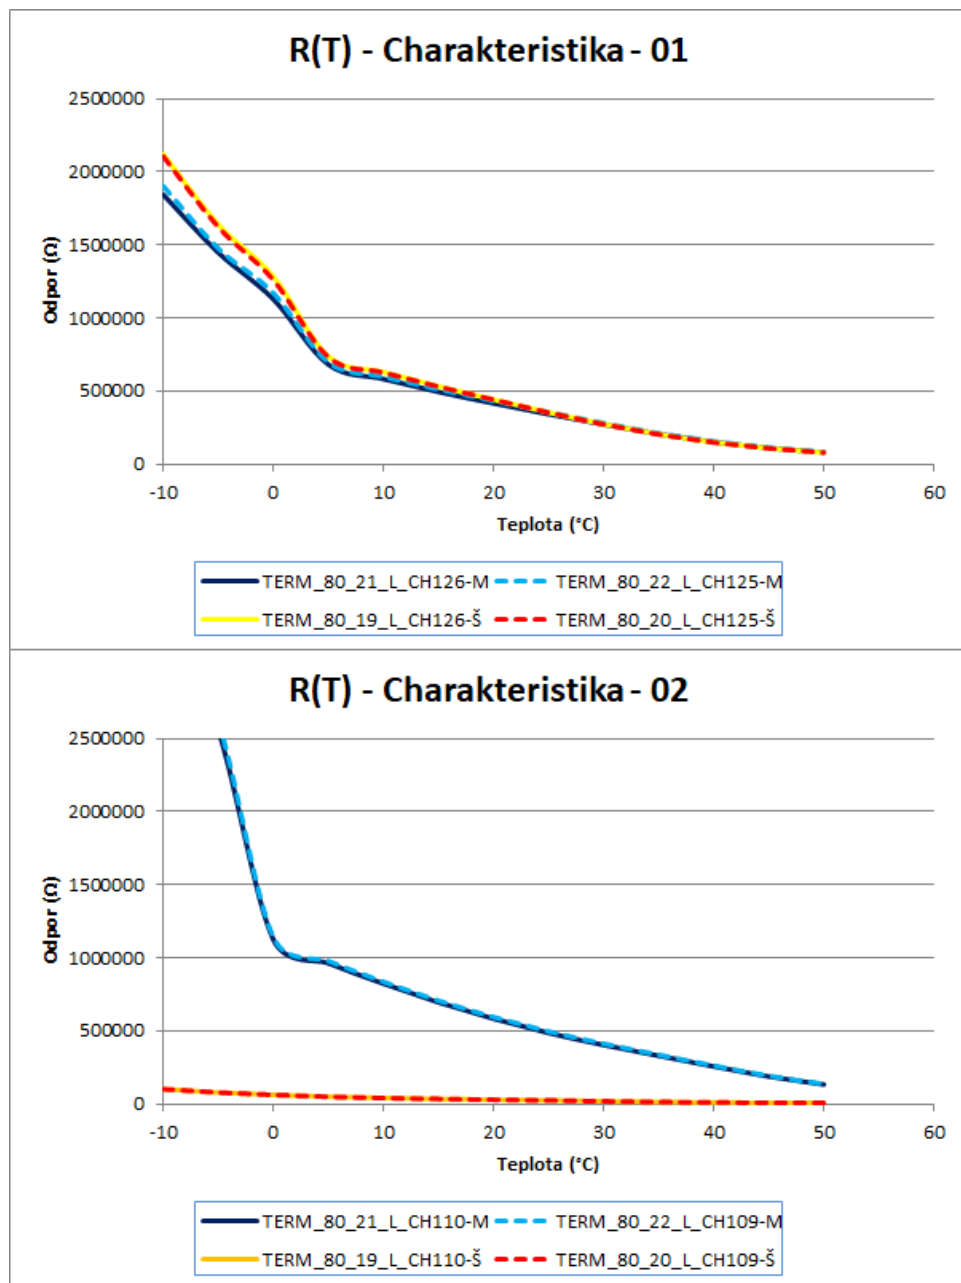 R(T) - Charakteristika - 01
2500000
2000000
1500000
1000000
500000
0
-10 0 10 20 30 40 50 60
Odpor (Ω)
Teplota (°C)
TERM_80_21_L_CH126-M TERM_80_22_L_CH125-M
TERM_80_19_L_CH126-Š TERM_80_20_L_CH125-Š
R(T) - Charakteristika - 02
2500000
2000000
1500000
1000000
500000
0
-10 0 10 20 30 40 50 60
Odpor (Ω)
Teplota (°C)
TERM_80_21_L_CH110-M TERM_80_22_L_CH109-M
TERM_80_19_L_CH110-Š TERM_80_20_L_CH109-Š